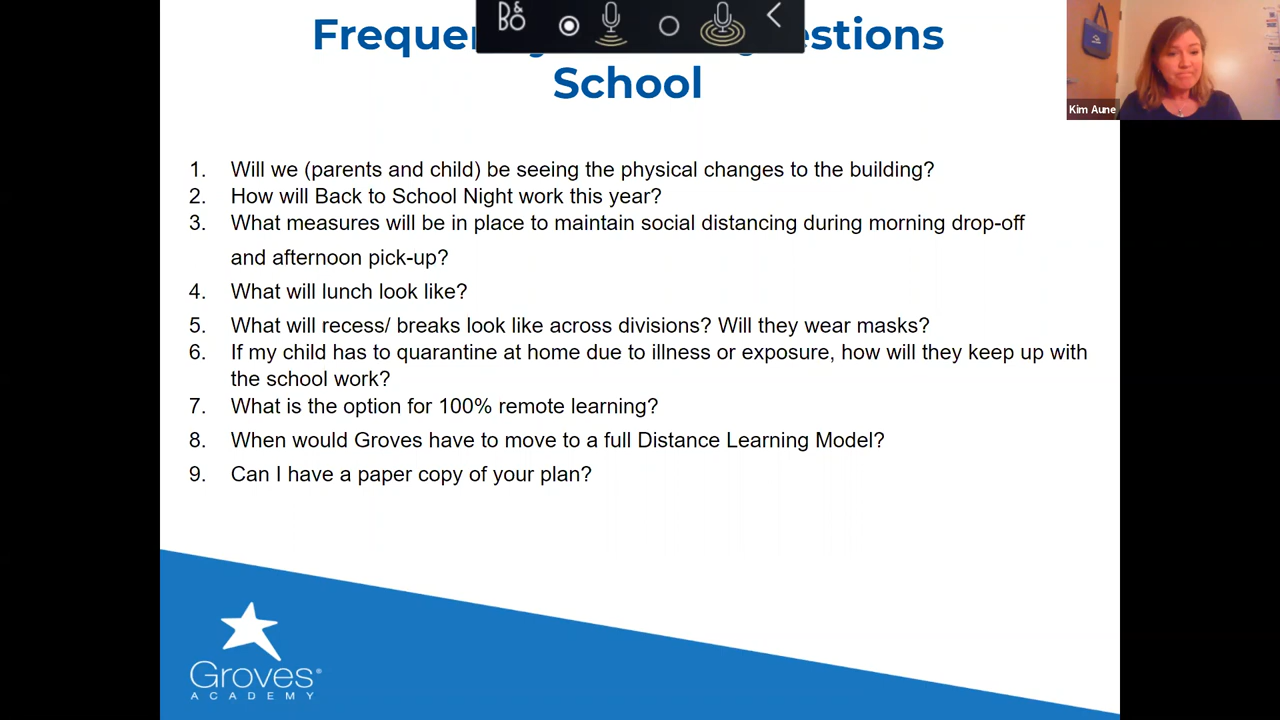 B&O
Freque stions
School
Kim Aune
1. Will we (parents and child) be seeing the physical changes to the building?
2. How will Back to School Night work this year?
3. What measures will be in place to maintain social distancing during morning drop-off
and afternoon pick-up?
4. What will lunch look like?
5. What will recess/ breaks look like across divisions? Will they wear masks?
6. If my child has to quarantine at home due to illness or exposure, how will they keep up with
the school work?
7. What is the option for 100% remote learning?
8. When would Groves have to move to a full Distance Learning Model?
9. Can I have a paper copy of your plan?
Groves®
ACADEMY